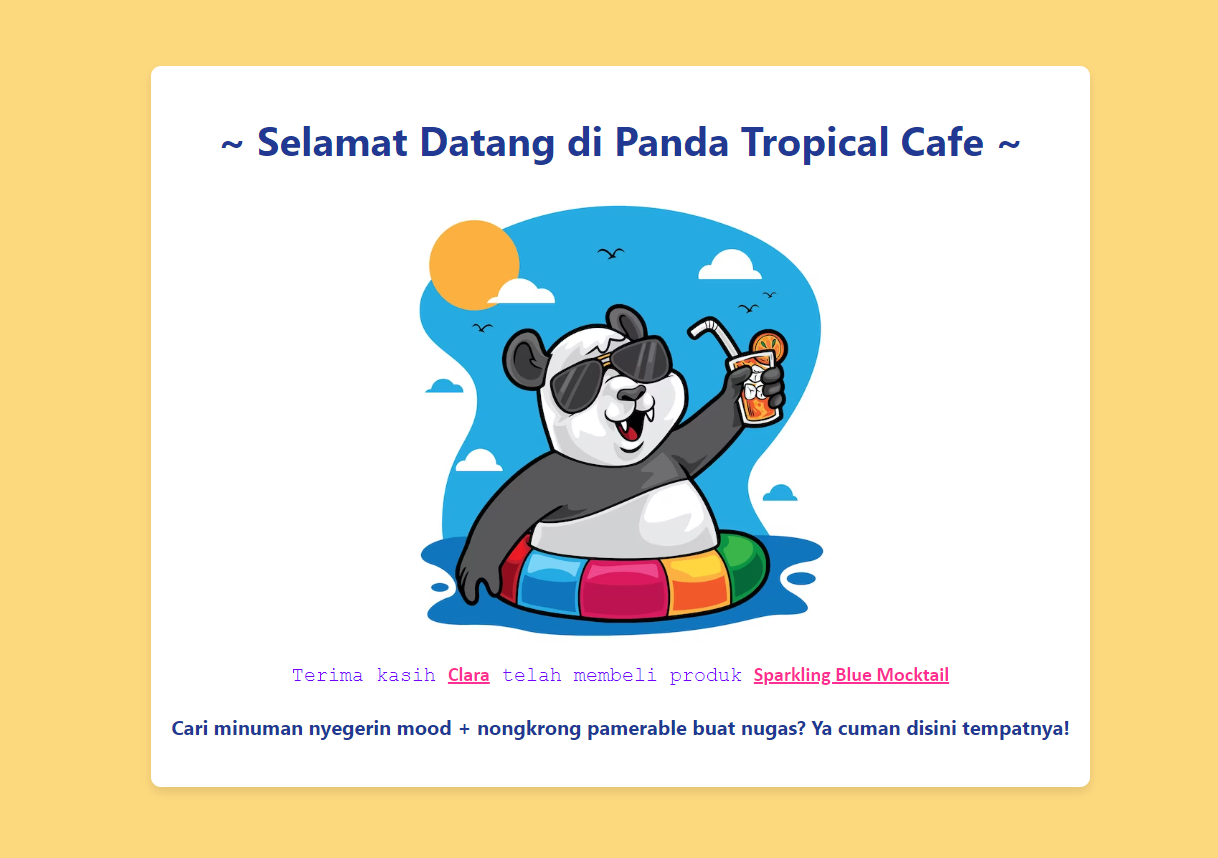 ~ Selamat Datang di Panda Tropical Cafe ~
Terima kasih Clara telah membeli produk Sparkling Blue Mocktail
Cari minuman nyegerin mood + nongkrong pamerable buat nugas? Ya cuman disini tempatnya!